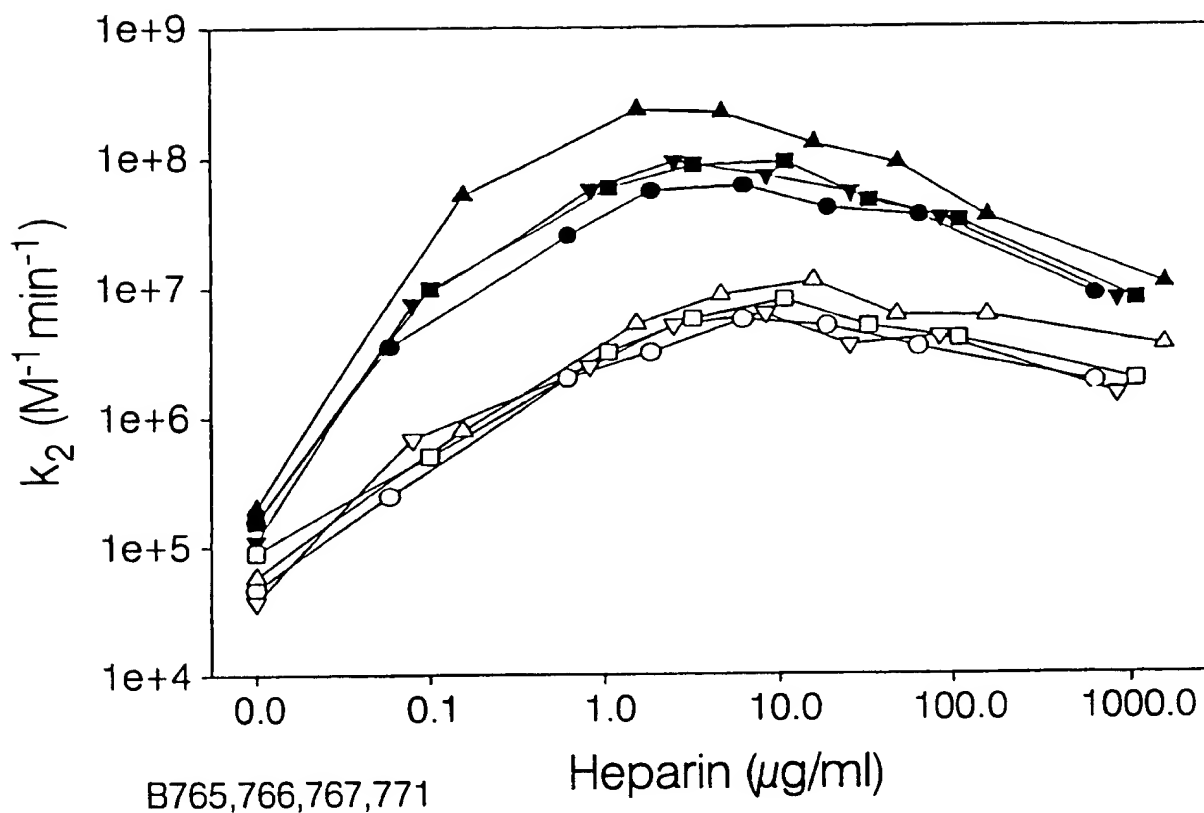 1e+9
1e+8
1e+7
1e+6
1e+5
1e+4
k₂ (M⁻¹ min⁻¹)
0.0 0.1 1.0 10.0 100.0 1000.0
Heparin (µg/ml)
B765,766,767,771